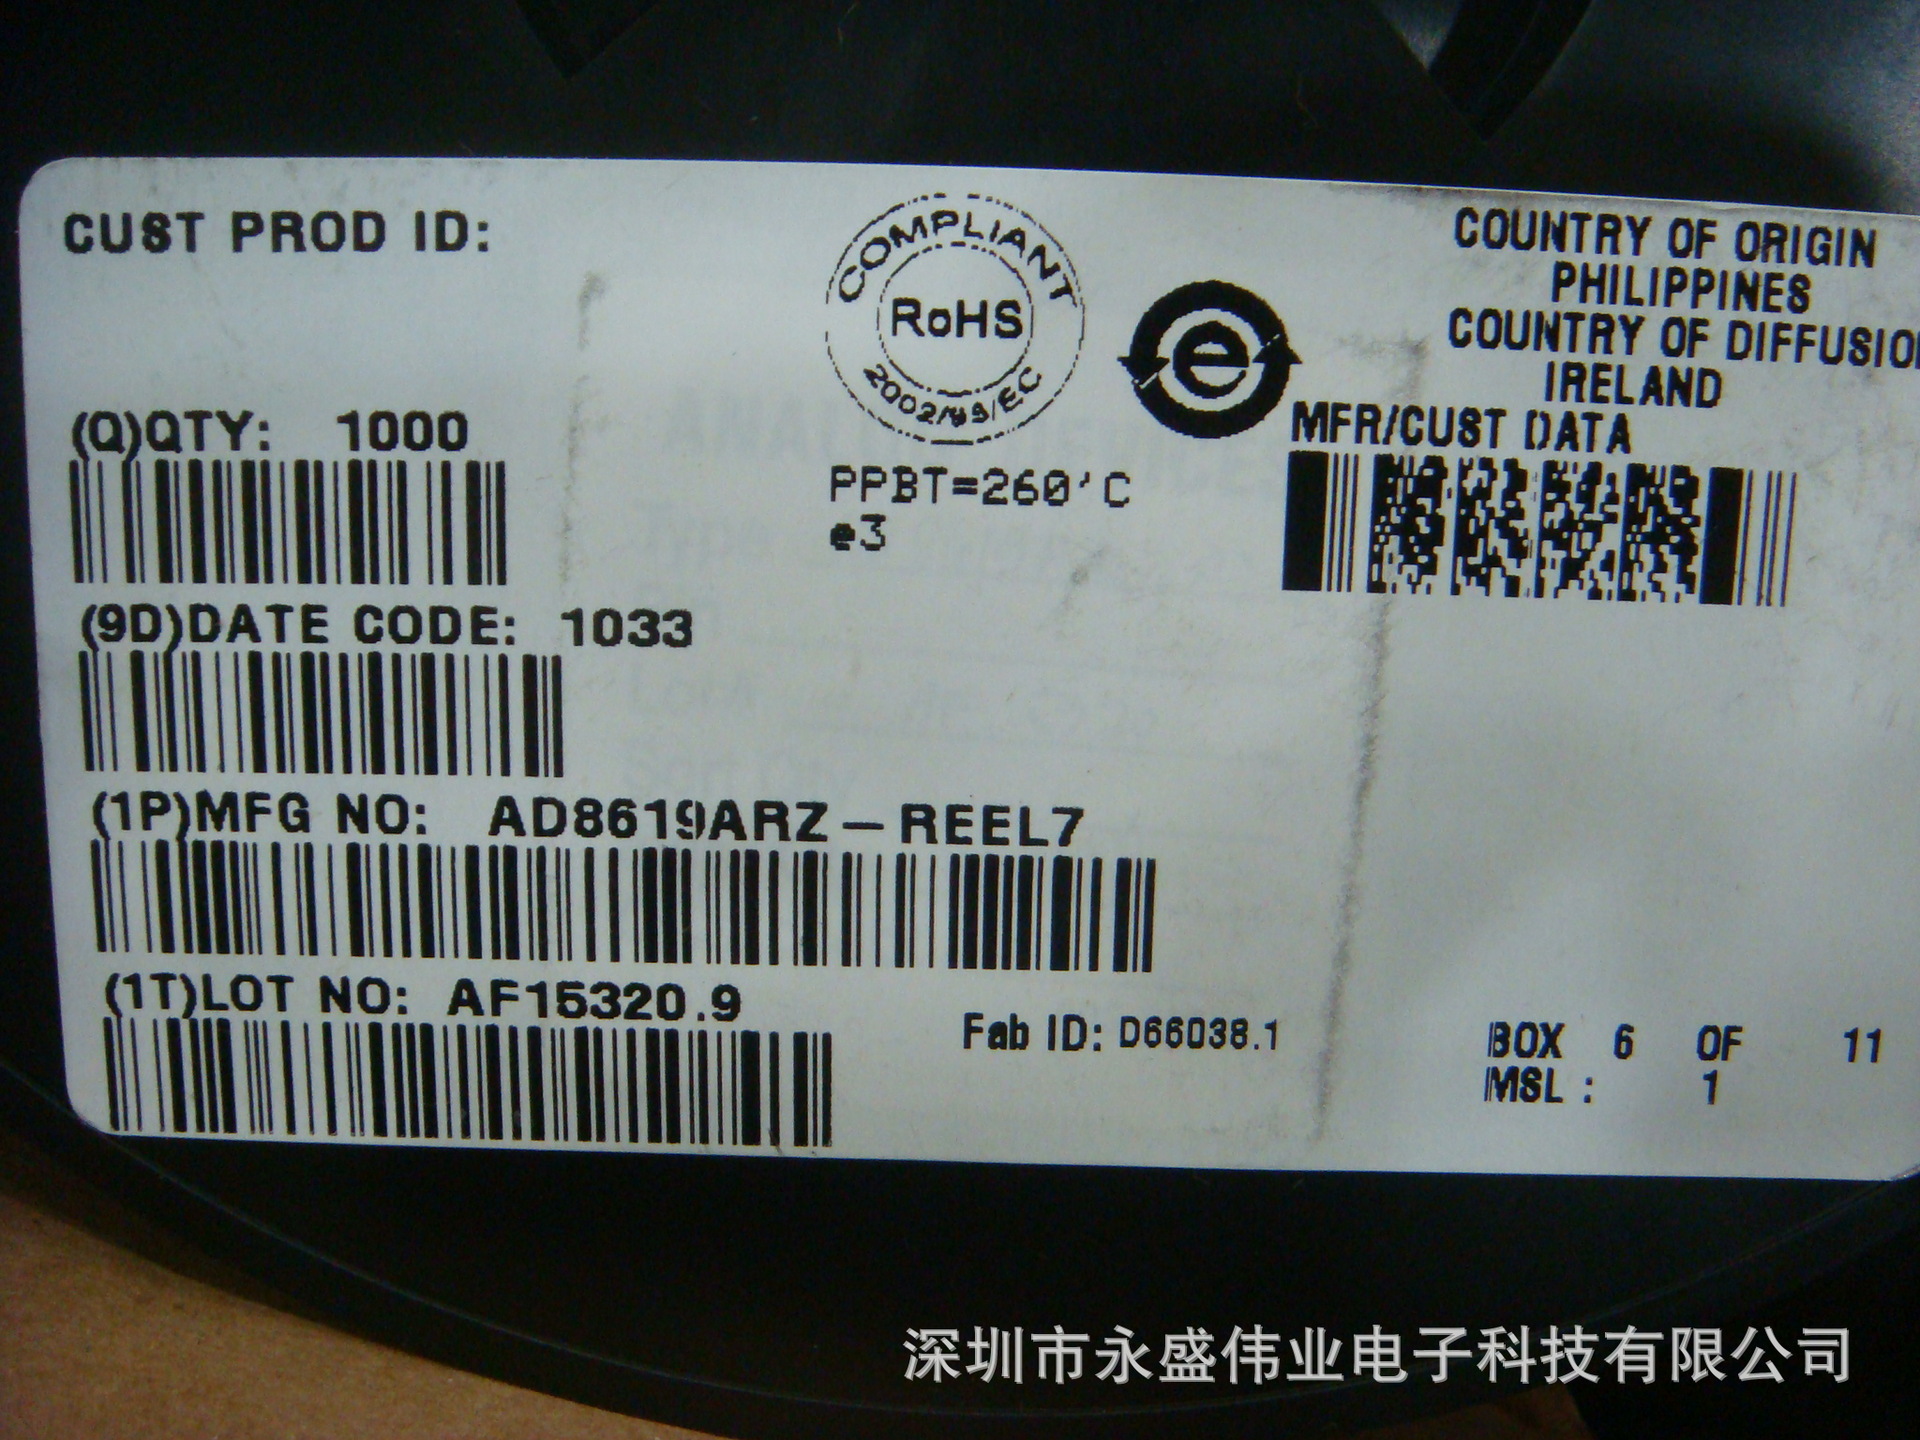 CUST PROD ID:
COMPLIANT
RoHS
2002/95/EC
e
COUNTRY OF ORIGIN
PHILIPPINES
COUNTRY OF DIFFUSIO
IRELAND
(Q)QTY: 1000
MFR/CUST DATA
PPBT=260'C
e3
(9D)DATE CODE: 1033
(1P)MFG NO: AD8619ARZ-REEL7
(1T)LOT NO: AF15320.9
Fab ID: D66038.1
BOX 6 OF 11
MSL : 1
深圳市永盛伟业电子科技有限公司